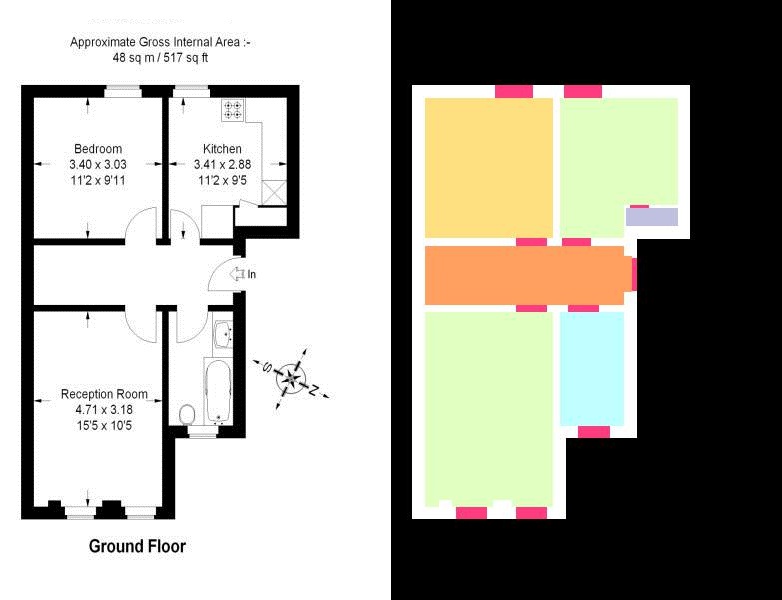 Approximate Gross Internal Area :-
48 sq m / 517 sq ft
Bedroom
3.40 x 3.03
11'2 x 9'11
Kitchen
3.41 x 2.88
11'2 x 9'5
In
S
N
Reception Room
4.71 x 3.18
15'5 x 10'5
Ground Floor